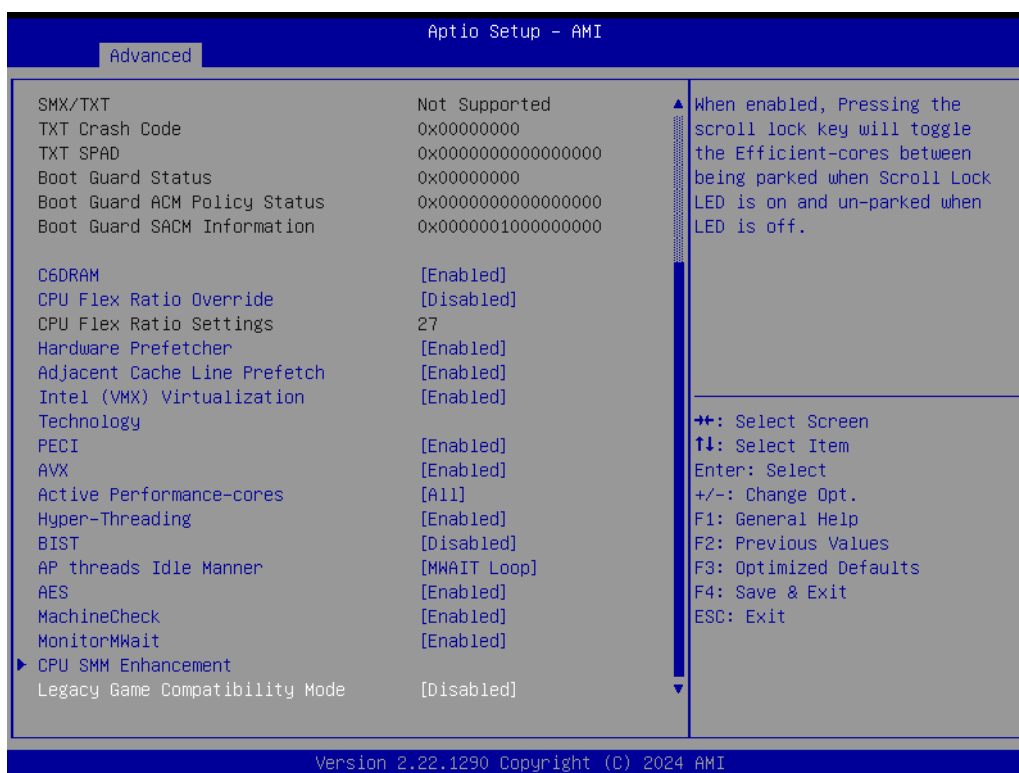 Aptio Setup – AMI
Advanced
SMX/TXT Not Supported
TXT Crash Code 0x00000000
TXT SPAD 0x0000000000000000
Boot Guard Status 0x00000000
Boot Guard ACM Policy Status 0x0000000000000000
Boot Guard SACM Information 0x0000001000000000
C6DRAM [Enabled]
CPU Flex Ratio Override [Disabled]
CPU Flex Ratio Settings 27
Hardware Prefetcher [Enabled]
Adjacent Cache Line Prefetch [Enabled]
Intel (VMX) Virtualization [Enabled]
Technology
PECI [Enabled]
AVX [Enabled]
Active Performance-cores [All]
Hyper-Threading [Enabled]
BIST [Disabled]
AP threads Idle Manner [MWAIT Loop]
AES [Enabled]
MachineCheck [Enabled]
MonitorMWait [Enabled]
CPU SMM Enhancement
Legacy Game Compatibility Mode [Disabled]
When enabled, Pressing the
scroll lock key will toggle
the Efficient-cores between
being parked when Scroll Lock
LED is on and un-parked when
LED is off.
→←: Select Screen
↑↓: Select Item
Enter: Select
+/-: Change Opt.
F1: General Help
F2: Previous Values
F3: Optimized Defaults
F4: Save & Exit
ESC: Exit
Version 2.22.1290 Copyright (C) 2024 AMI